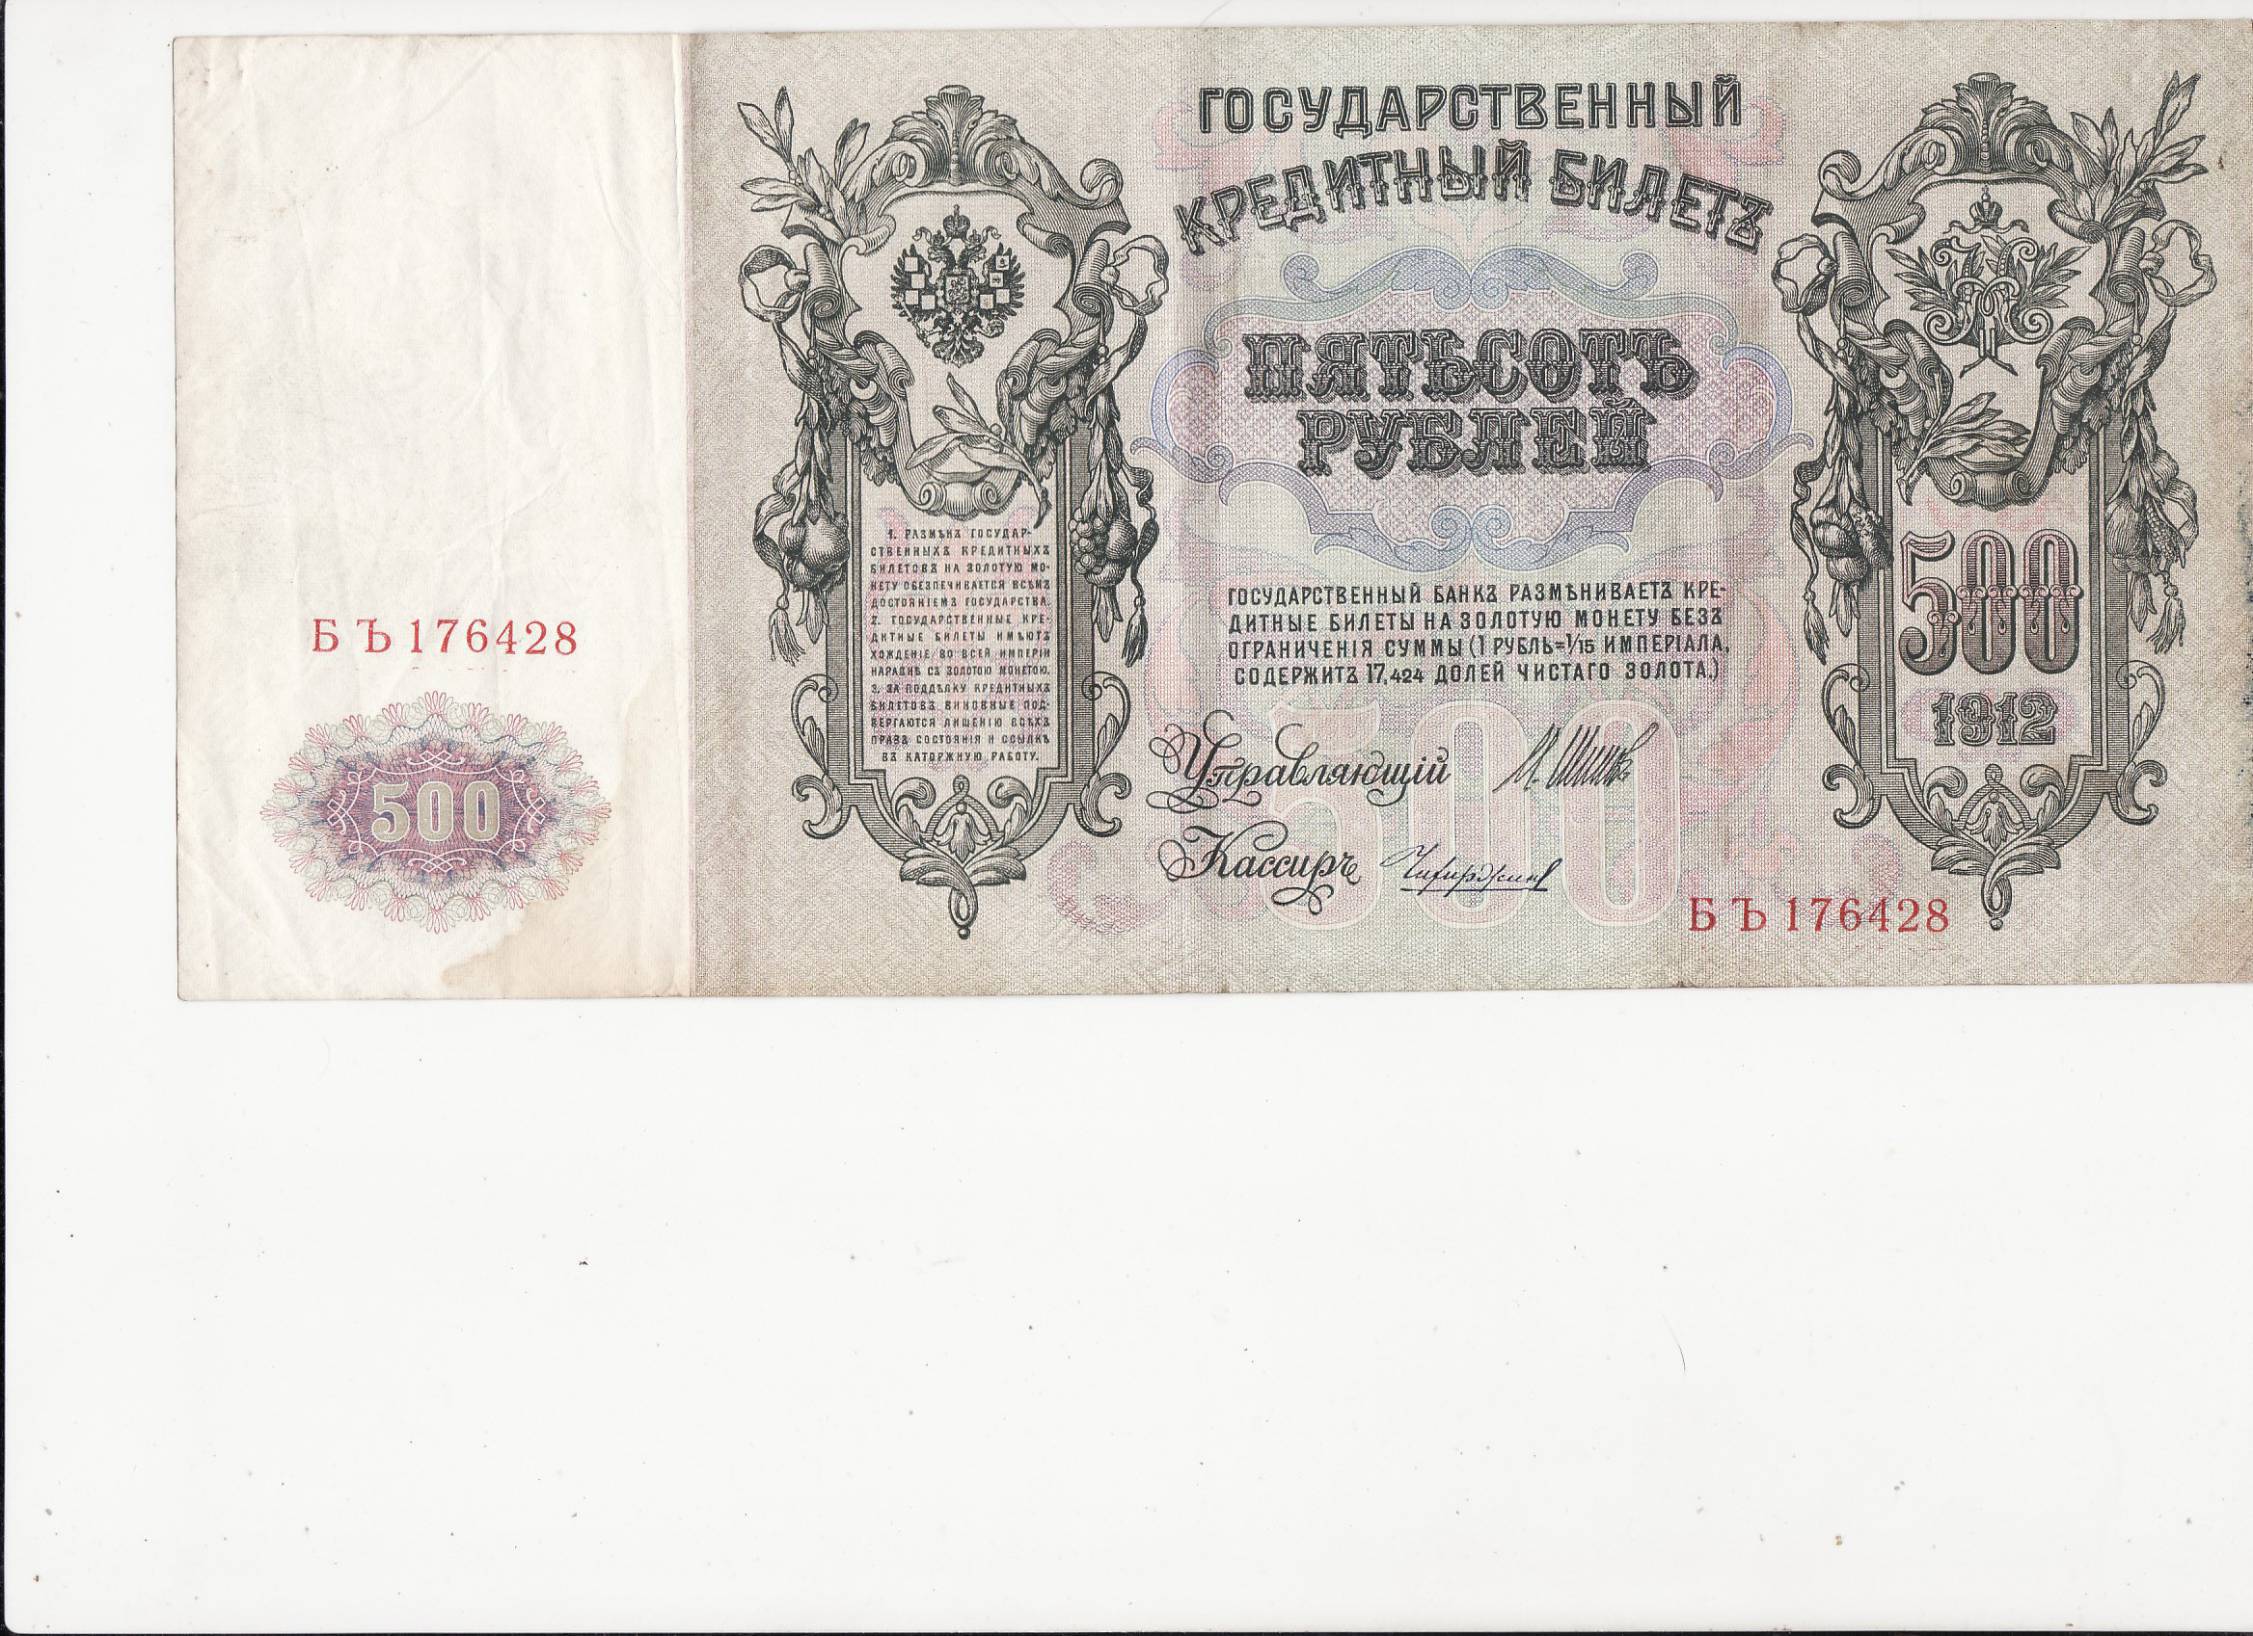 ГОСУДАРСТВЕННЫЙ
КРЕДИТНЫЙ БИЛЕТЪ
ПЯТЬСОТЪ
РУБЛЕЙ
1. РАЗМѢНЪ ГОСУДАР-
СТВЕННЫХЪ КРЕДИТНЫХЪ
БИЛЕТОВЪ НА ЗОЛОТУЮ МО-
НЕТУ ОБЕЗПЕЧИВАЕТСЯ ВСѢМЪ
ДОСТОЯНІЕМЪ ГОСУДАРСТВА.
2. ГОСУДАРСТВЕННЫЕ КРЕ-
ДИТНЫЕ БИЛЕТЫ ИМѢЮТЪ
ХОЖДЕНІЕ ВО ВСЕЙ ИМПЕРІИ
НАРАВНѢ СЪ ЗОЛОТОЮ МОНЕТОЮ.
3. ЗА ПОДДѢЛКУ КРЕДИТНЫХЪ
БИЛЕТОВЪ ВИНОВНЫЕ ПОД-
ВЕРГАЮТСЯ ЛИШЕНІЮ ВСѢХЪ
ПРАВЪ СОСТОЯНІЯ И ССЫЛКѢ
ВЪ КАТОРЖНУЮ РАБОТУ.
ГОСУДАРСТВЕННЫЙ БАНКЪ РАЗМѢНИВАЕТЪ КРЕ-
ДИТНЫЕ БИЛЕТЫ НА ЗОЛОТУЮ МОНЕТУ БЕЗЪ
ОГРАНИЧЕНІЯ СУММЫ (1 РУБЛЬ=1/15 ИМПЕРІАЛА,
СОДЕРЖИТЪ 17,424 ДОЛЕЙ ЧИСТАГО ЗОЛОТА.)
500
1912
500
Управляющій
Кассиръ
БЪ 176428
БЪ 176428
500